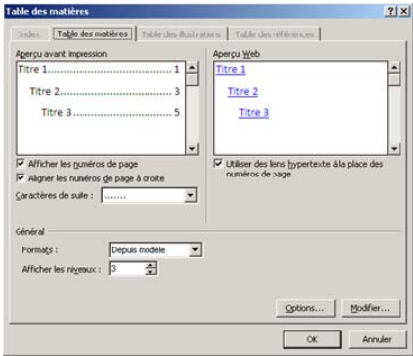 Table des matières
Index Table des matières Table des illustrations Table des références
Aperçu avant impression
Titre 1.................................... 1
Titre 2................................ 3
Titre 3............................ 5
Aperçu Web
Titre 1
Titre 2
Titre 3
Afficher les numéros de page
Aligner les numéros de page à droite
Caractères de suite : .......
Utiliser des liens hypertexte à la place des
numéros de page
Général
Formats : Depuis modèle
Afficher les niveaux : 3
Options... Modifier...
OK Annuler